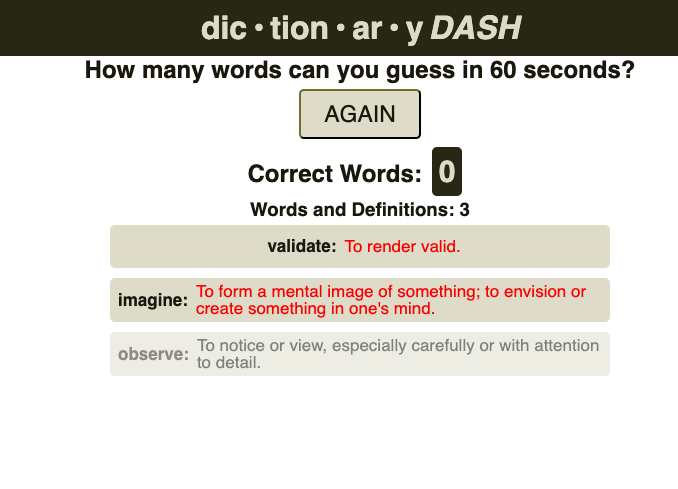 dic • tion • ar • y DASH
How many words can you guess in 60 seconds?
AGAIN
Correct Words: 0
Words and Definitions: 3
validate: To render valid.
imagine: To form a mental image of something; to envision or
create something in one's mind.
observe: To notice or view, especially carefully or with attention
to detail.